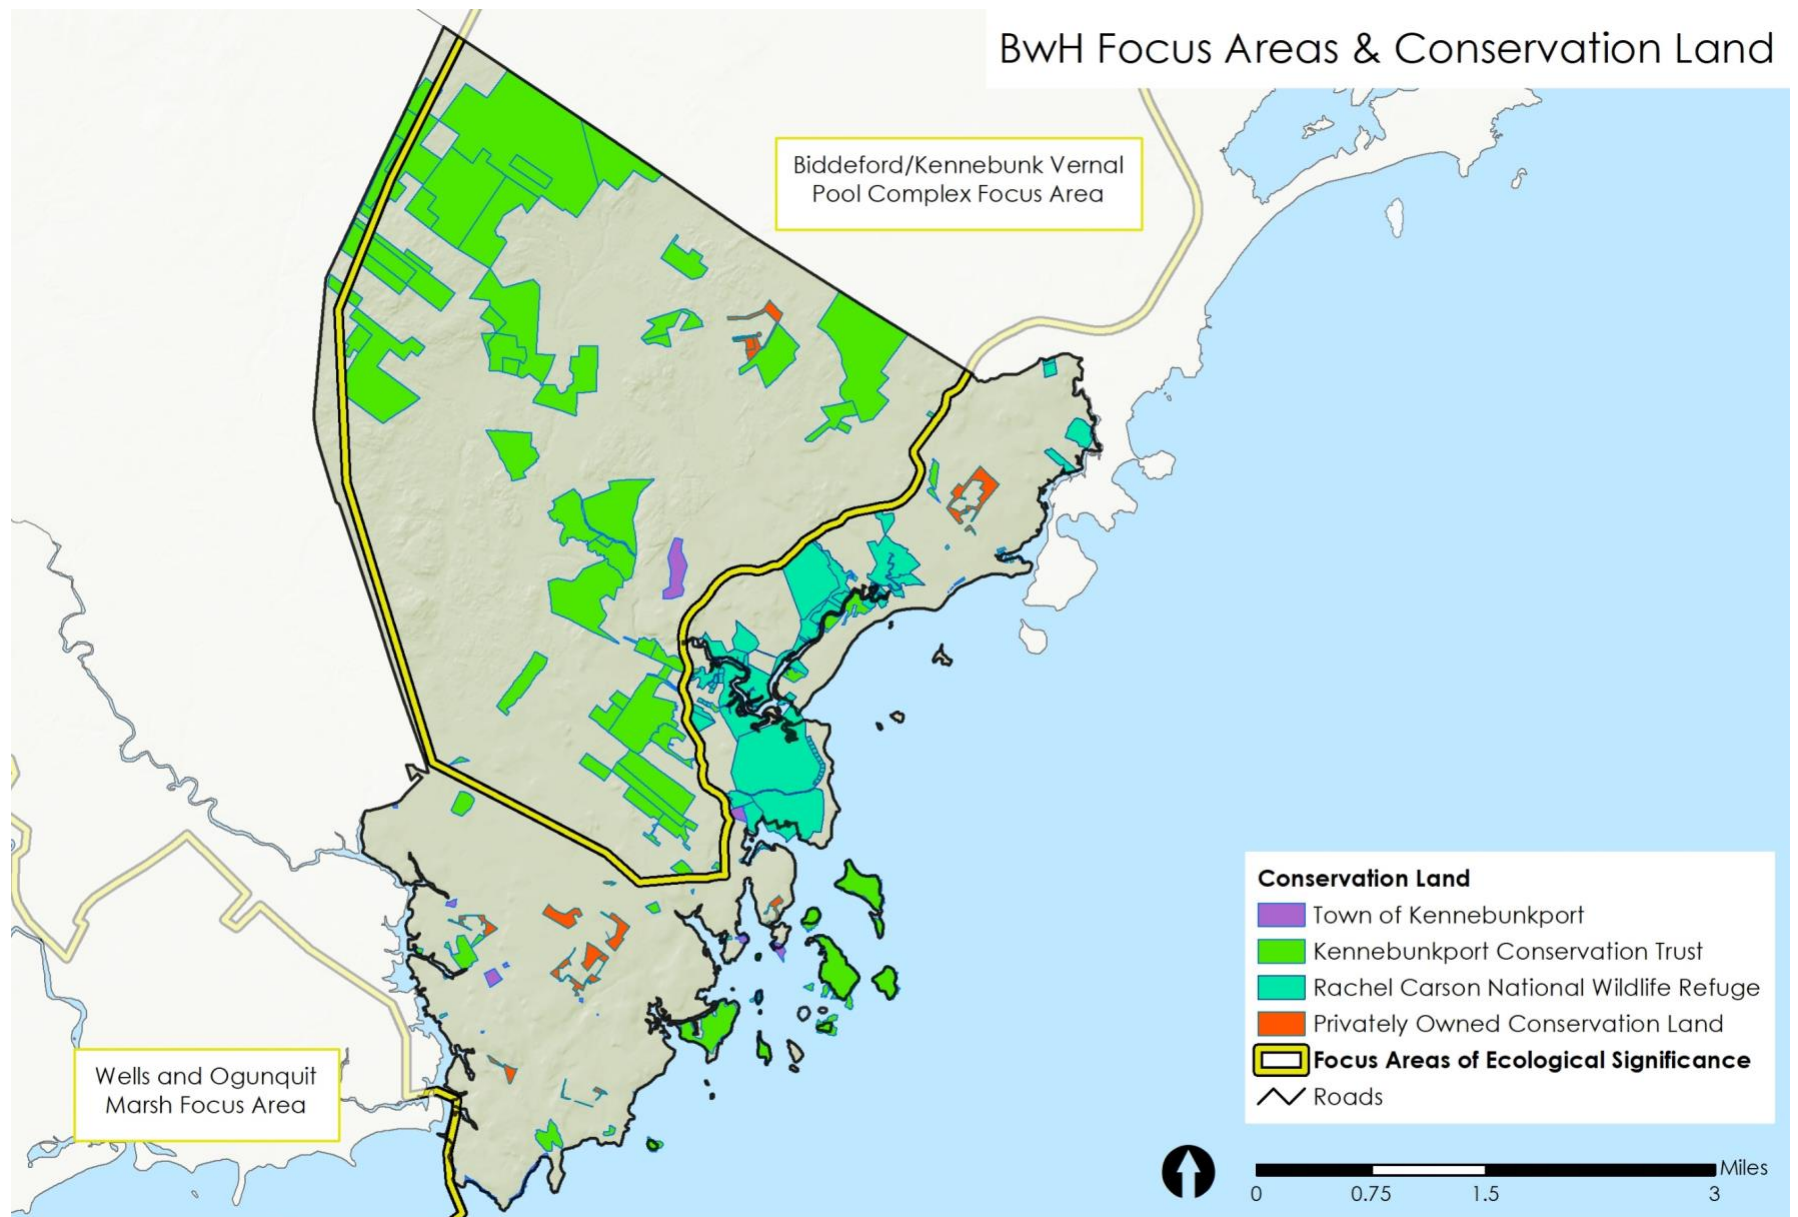 BwH Focus Areas & Conservation Land
Biddeford/Kennebunk Vernal
Pool Complex Focus Area
Wells and Ogunquit
Marsh Focus Area
Conservation Land
Town of Kennebunkport
Kennebunkport Conservation Trust
Rachel Carson National Wildlife Refuge
Privately Owned Conservation Land
Focus Areas of Ecological Significance
Roads
Miles
0 0.75 1.5 3